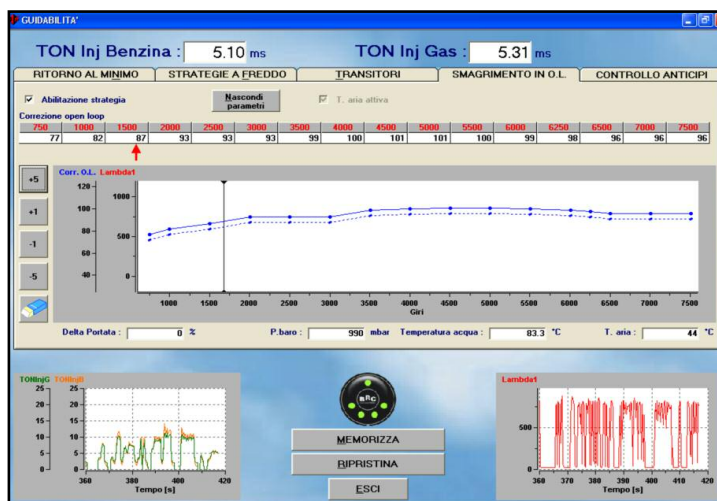 GUIDABILITA'
TON Inj Benzina : 5.10 ms TON Inj Gas : 5.31 ms
RITORNO AL MINIMO STRATEGIE A FREDDO TRANSITORI SMAGRIMENTO IN O.L. CONTROLLO ANTICIPI
Abilitazione strategia Nascondi parametri T. aria attiva
Correzione open loop
750 1000 1500 2000 2500 3000 3500 4000 4500 5000 5500 6000 6250 6500 7000 7500
77 82 87 93 93 93 99 100 101 101 100 99 98 96 96 96
+5
+1
-1
-5
Corr. O.L. Lambda1
120
100
80
60
40
1000
500
0
1000 1500 2000 2500 3000 3500 4000 4500 5000 5500 6000 6500 7000 7500
Giri
Delta Portata : 0 % P.baro : 990 mbar Temperatura acqua : 83.3 °C T. aria : 44 °C
TONInjG TONInjB
25 25
20 20
15 15
10 10
5 5
0 0
360 380 400 420
Tempo [s]
BRC
MEMORIZZA
RIPRISTINA
ESCI
Lambda1
500
0
360 370 380 390 400 410 420
Tempo [s]